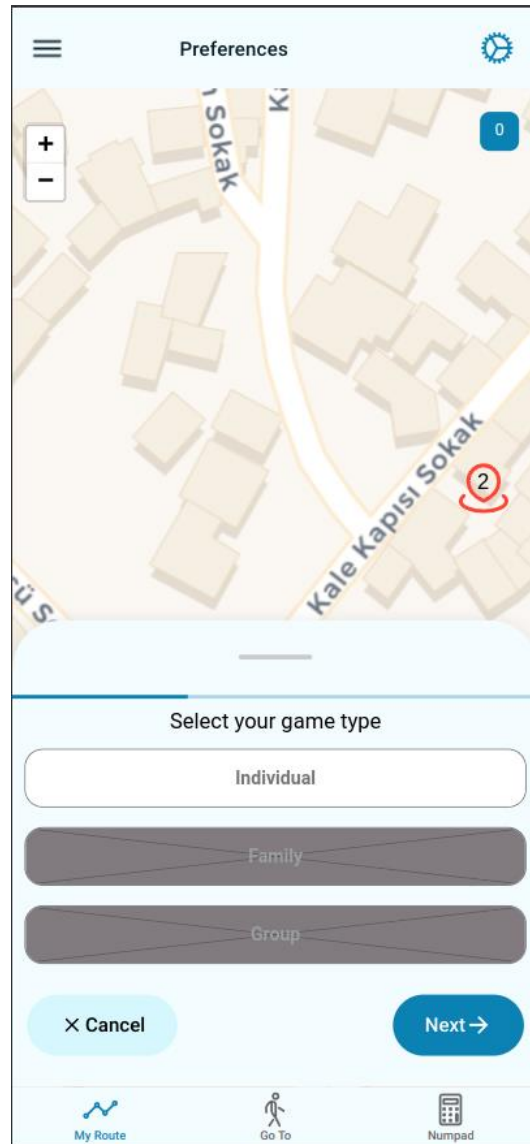 Preferences
0
+
−
n Sokak
K
Kale Kapısı Sokak
2
cü S
Select your game type
Individual
Family
Group
× Cancel
Next →
My Route
Go To
Numpad